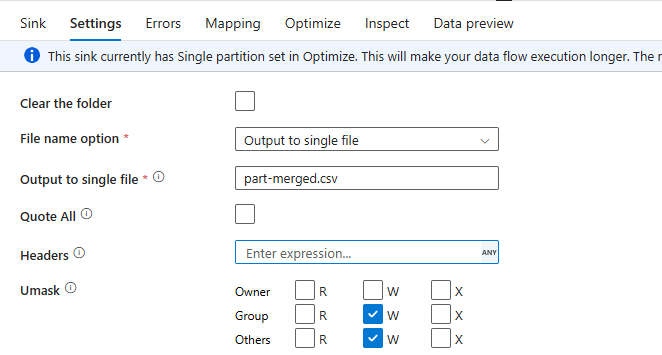 Sink Settings Errors Mapping Optimize Inspect Data preview
This sink currently has Single partition set in Optimize. This will make your data flow execution longer. The
Clear the folder
File name option * Output to single file
Output to single file * part-merged.csv
Quote All
Headers Enter expression... ANY
Umask Owner R W X
Group R W X
Others R W X